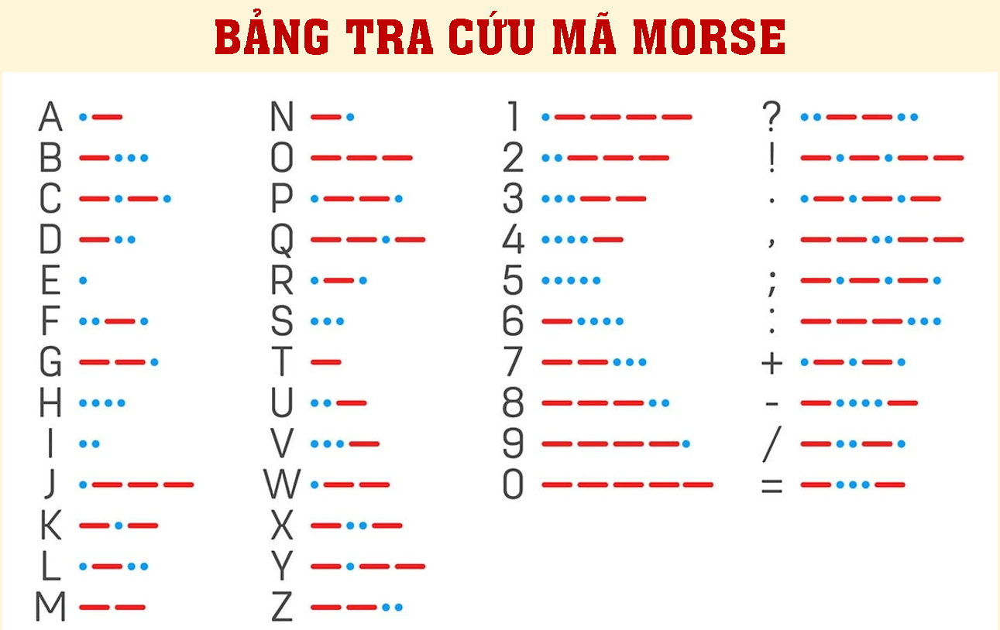 BẢNG TRA CỨU MÃ MORSE
A •— N —• 1 •———— ? ••——••
B —••• O ——— 2 ••——— ! —•—•——
C —•—• P •——• 3 •••—— . •—•—•—
D —•• Q ——•— 4 ••••— , ——••——
E • R •—• 5 ••••• ; —•—•—•
F ••—• S ••• 6 —•••• : ———•••
G ——• T — 7 ——••• + •—•—•
H •••• U ••— 8 ———•• - —••••—
I •• V •••— 9 ————• / —••—•
J •——— W •—— 0 ————— = —•••—
K —•— X —••—
L •—•• Y —•——
M —— Z ——••